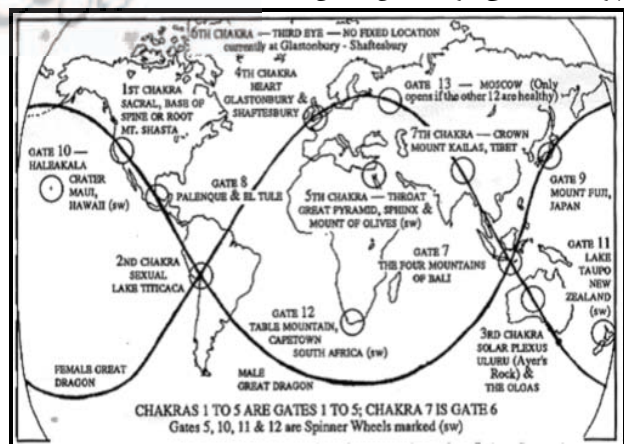 6TH CHAKRA — THIRD EYE — NO FIXED LOCATION
currently at Glastonbury - Shaftesbury
1ST CHAKRA
SACRAL, BASE OF
SPINE OR ROOT
MT. SHASTA
4TH CHAKRA
HEART
GLASTONBURY &
SHAFTESBURY
GATE 13 — MOSCOW (Only
opens if the other 12 are healthy)
7TH CHAKRA — CROWN
MOUNT KAILAS, TIBET
GATE 10 —
HALEAKALA
CRATER
MAUI,
HAWAII (sw)
GATE 8
PALENQUE & EL TULE
5TH CHAKRA — THROAT
GREAT PYRAMID, SPHINX &
MOUNT OF OLIVES (sw)
GATE 9
MOUNT FUJI,
JAPAN
2ND CHAKRA
SEXUAL
LAKE TITICACA
GATE 7
THE FOUR MOUNTAINS
OF BALI
GATE 11
LAKE
TAUPO
NEW
ZEALAND
(sw)
GATE 12
TABLE MOUNTAIN,
CAPETOWN
SOUTH AFRICA (sw)
3RD CHAKRA
SOLAR PLEXUS
ULURU (Ayer's
Rock) &
THE OLGAS
FEMALE GREAT
DRAGON
MALE
GREAT DRAGON
CHAKRAS 1 TO 5 ARE GATES 1 TO 5; CHAKRA 7 IS GATE 6
Gates 5, 10, 11 & 12 are Spinner Wheels marked (sw)